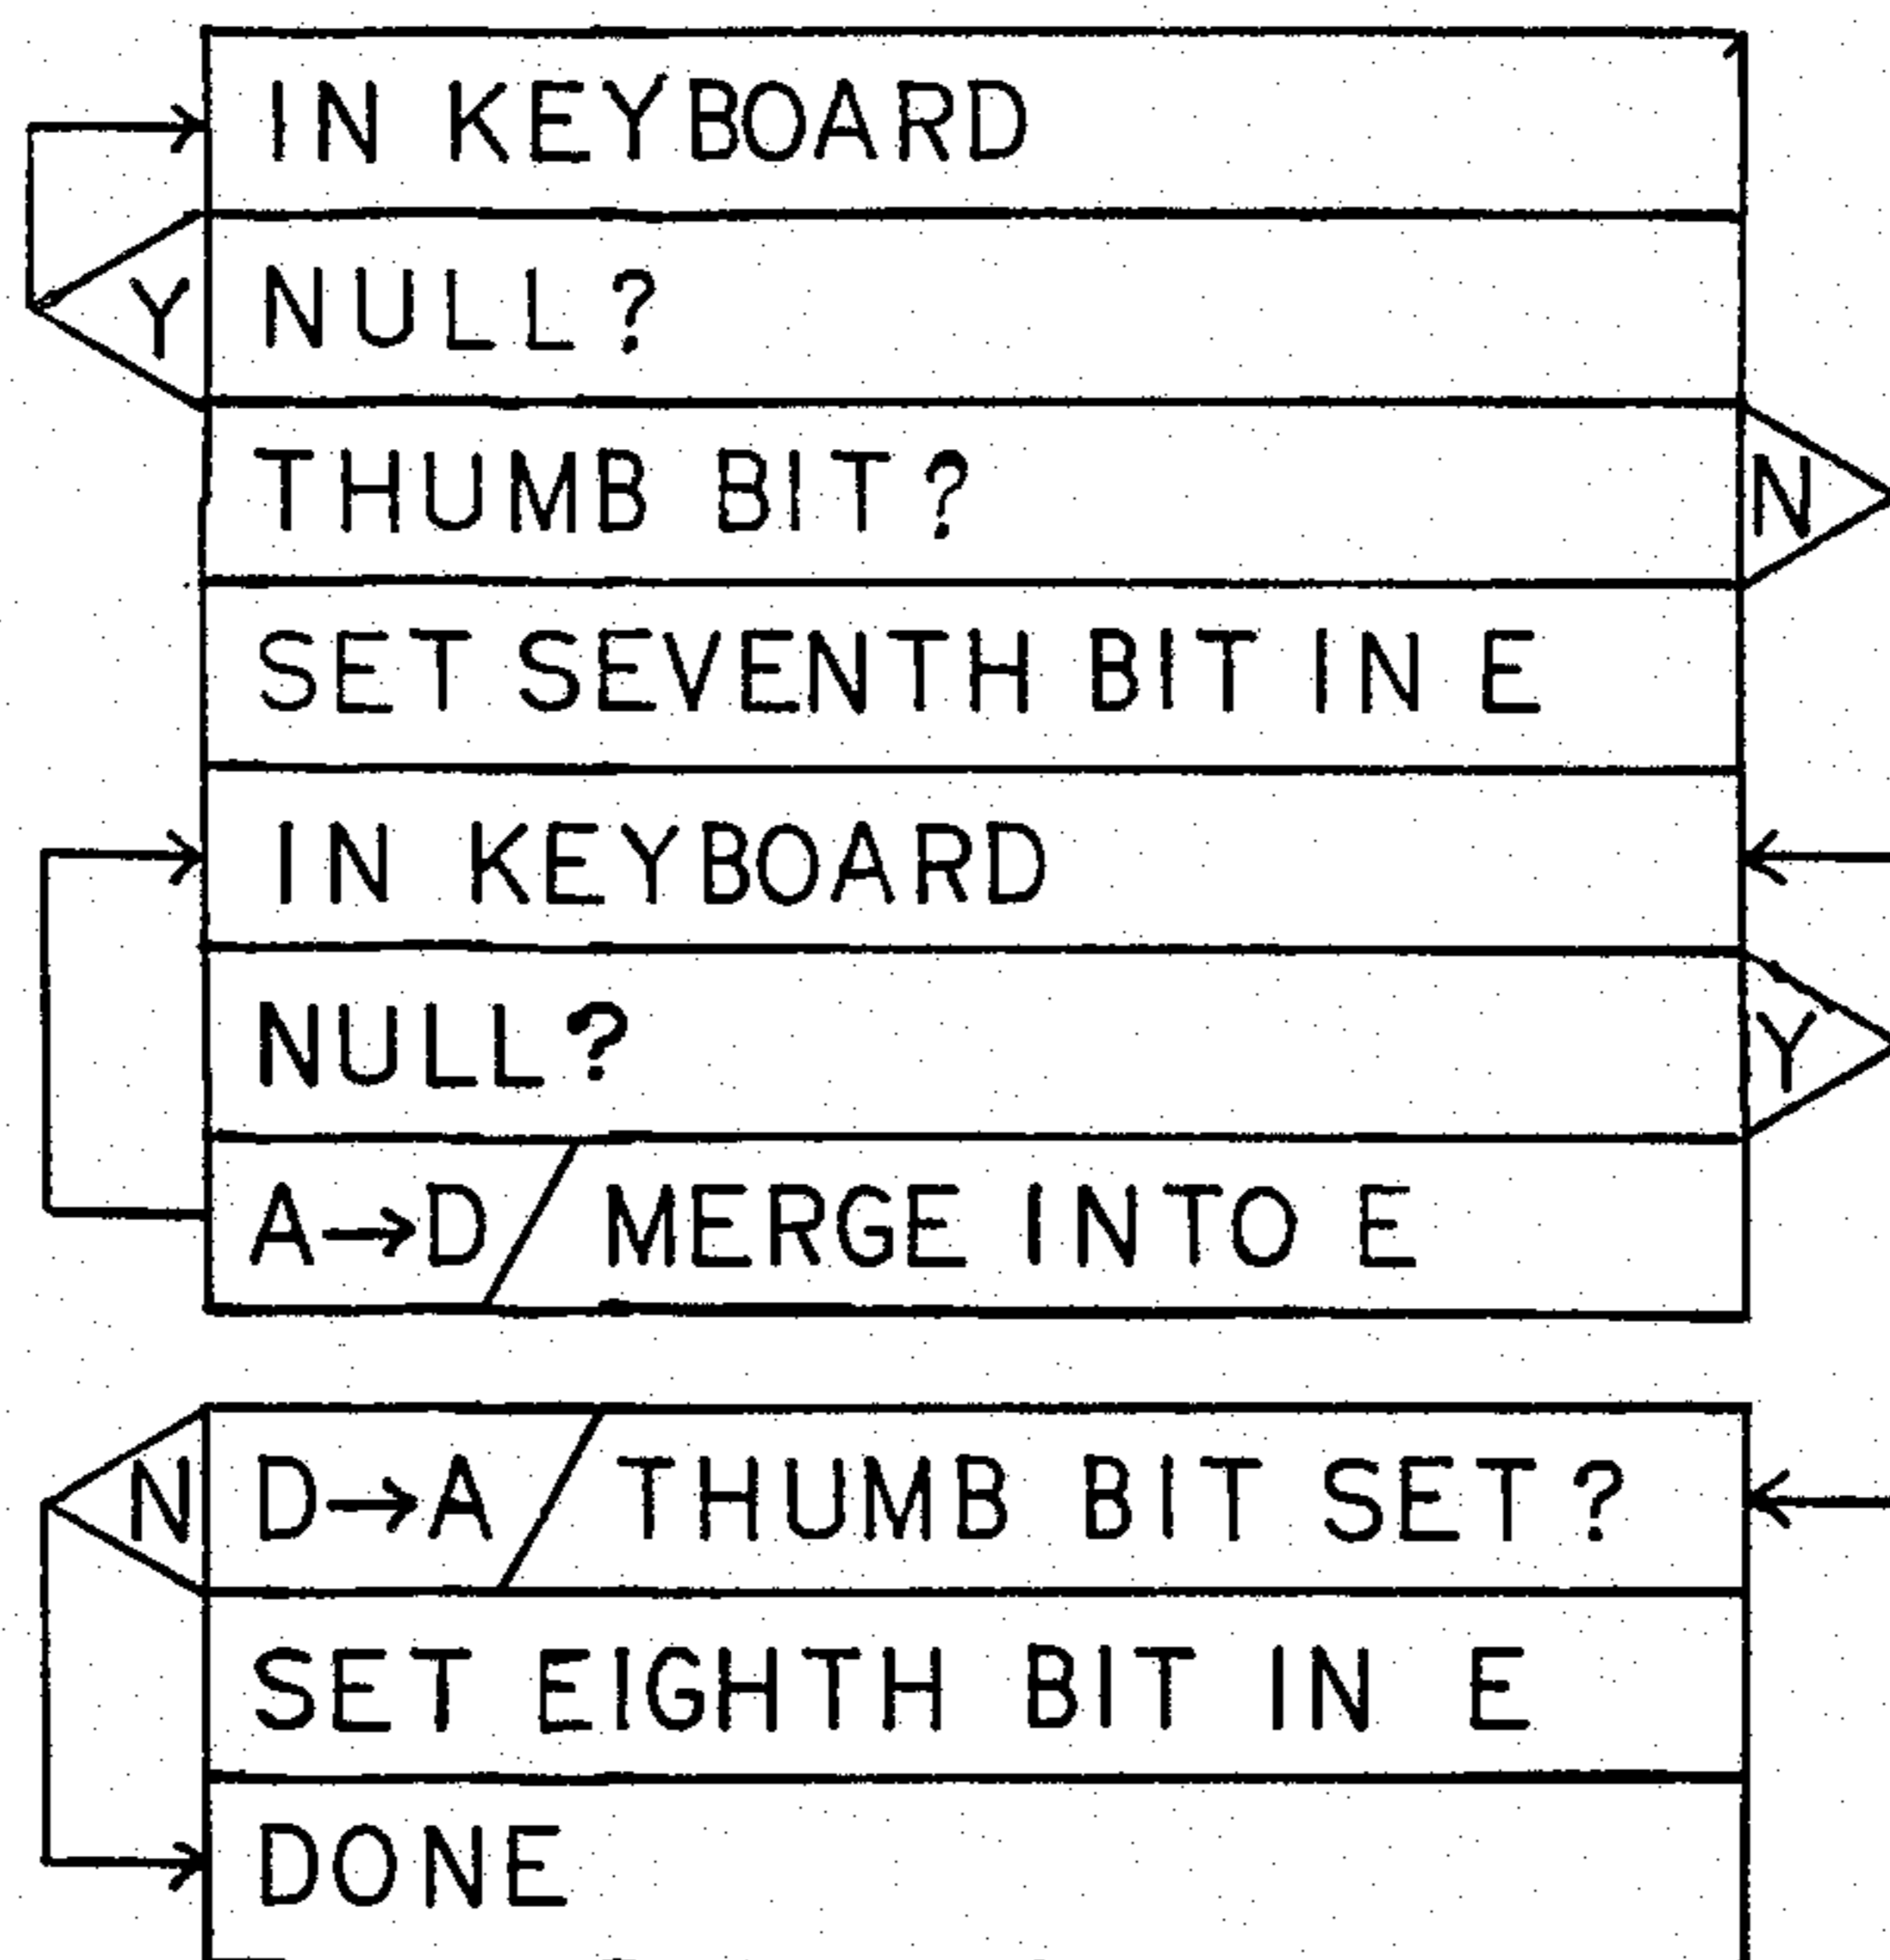 IN KEYBOARD
Y NULL?
THUMB BIT? N
SET SEVENTH BIT IN E
IN KEYBOARD
NULL? Y
A→D / MERGE INTO E
N D→A / THUMB BIT SET?
SET EIGHTH BIT IN E
DONE